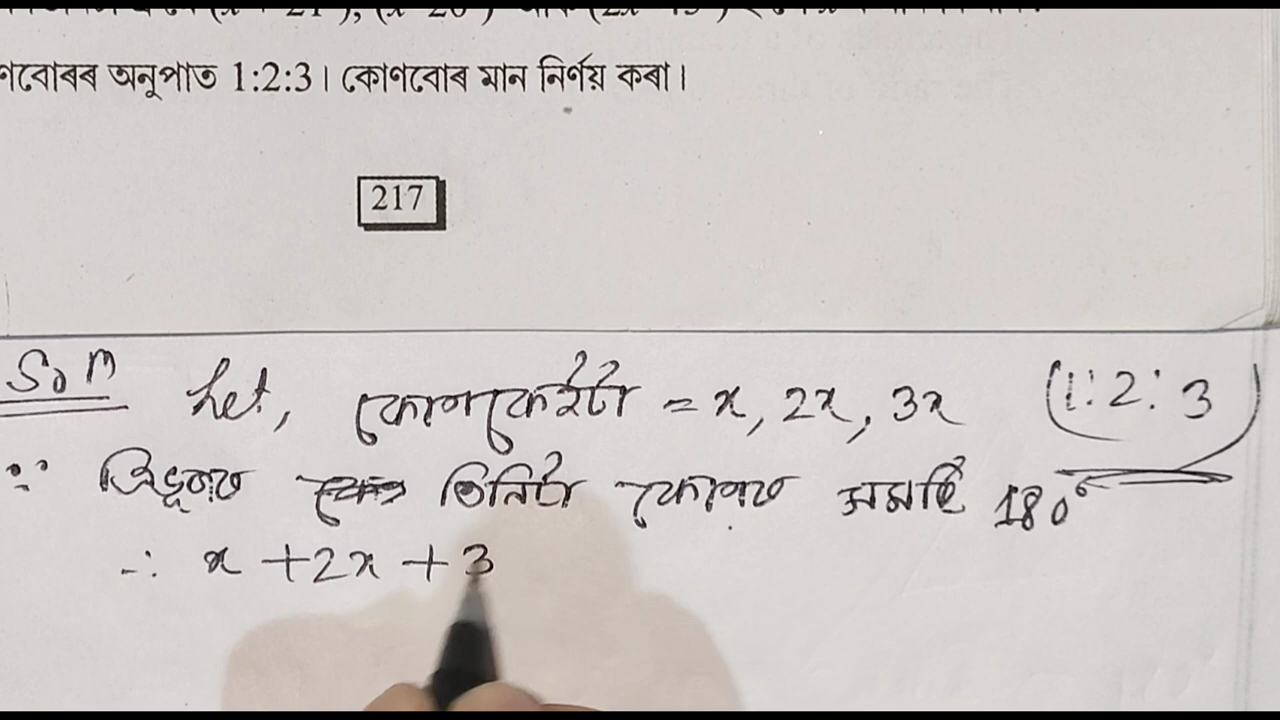 ণবোৰৰ অনুপাত 1:2:3। কোণবোৰ মান নিৰ্ণয় কৰা।
217
Soln Let, কোণকেইটা = x, 2x, 3x (1:2:3)
∵ ত্ৰিভূজৰ তিনিটা কোণৰ সমষ্টি 180°
∴ x + 2x + 3